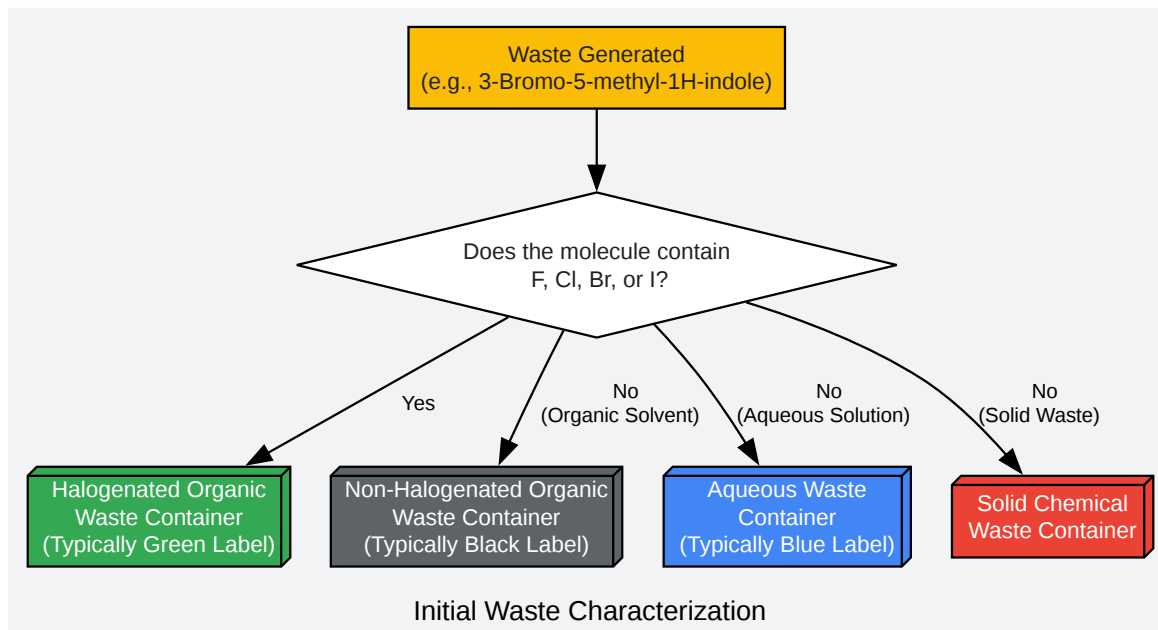 Waste Generated
(e.g., 3-Bromo-5-methyl-1H-indole)
Does the molecule contain
F, Cl, Br, or I?
Yes
No
(Organic Solvent)
No
(Aqueous Solution)
No
(Solid Waste)
Halogenated Organic
Waste Container
(Typically Green Label)
Non-Halogenated Organic
Waste Container
(Typically Black Label)
Aqueous Waste
Container
(Typically Blue Label)
Solid Chemical
Waste Container
Initial Waste Characterization